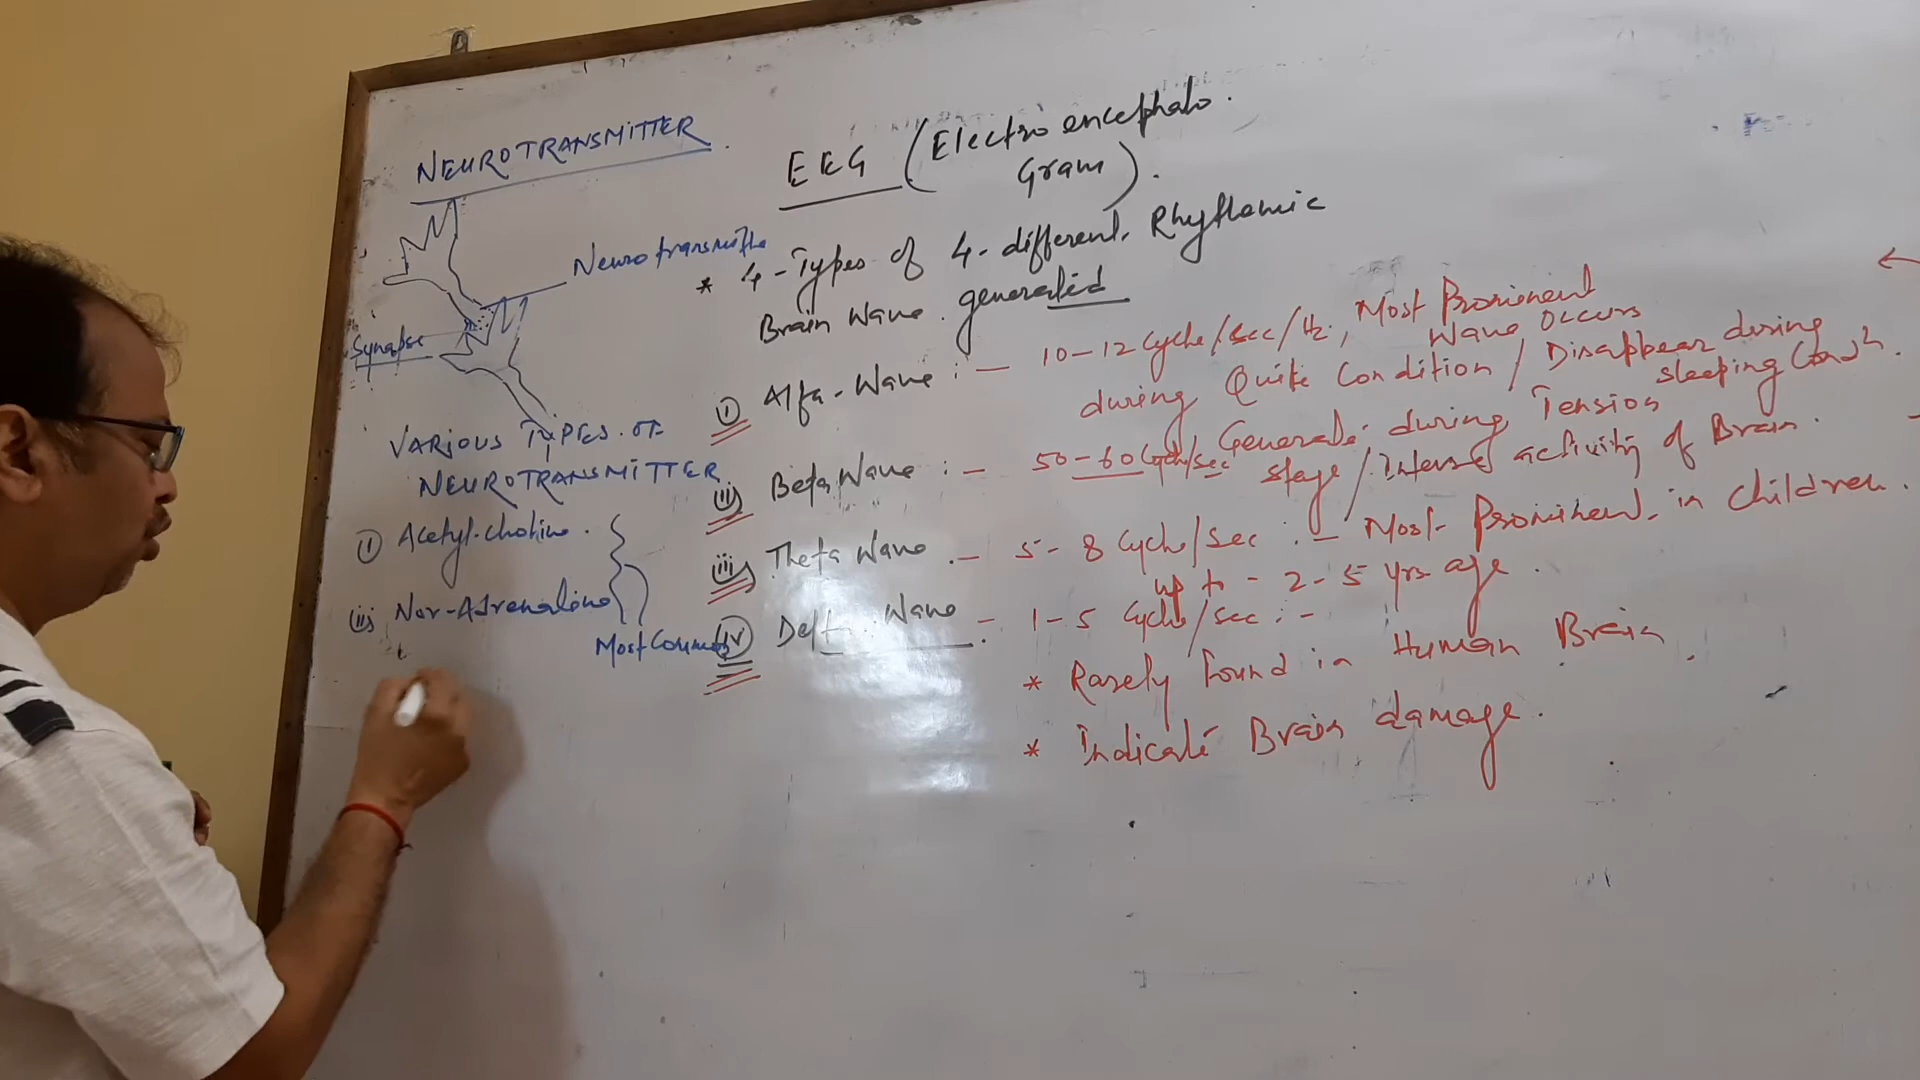 NEUROTRANSMITTER
Neurotransmitte
Synapse
VARIOUS TYPES OF
NEUROTRANSMITTER
(i) Acetyl-choline.
(ii) Nor-Adrenaline
Most Common
EEG (Electro encephalo
Gram).
* 4-Types of 4-different Rhythmic
Brain Wave generated
(i) Alfa-Wave :- 10-12 Cycle/Sec/Hz, Most Prominent
Wave Occurs
during Quite Condition / Disappear during
sleeping
(ii) Beta Wave :- 50-60 Cycle/Sec Generate during Tension
stage / Intense activity of Brain.
(iii) Theta Wave - 5-8 Cycle/Sec :- Most Prominent in Children.
up to - 2-5 yrs age.
(iv) Delt Wave - 1-5 Cycle/Sec :-
* Rarely found in Human Brain
* Indicate Brain damage.